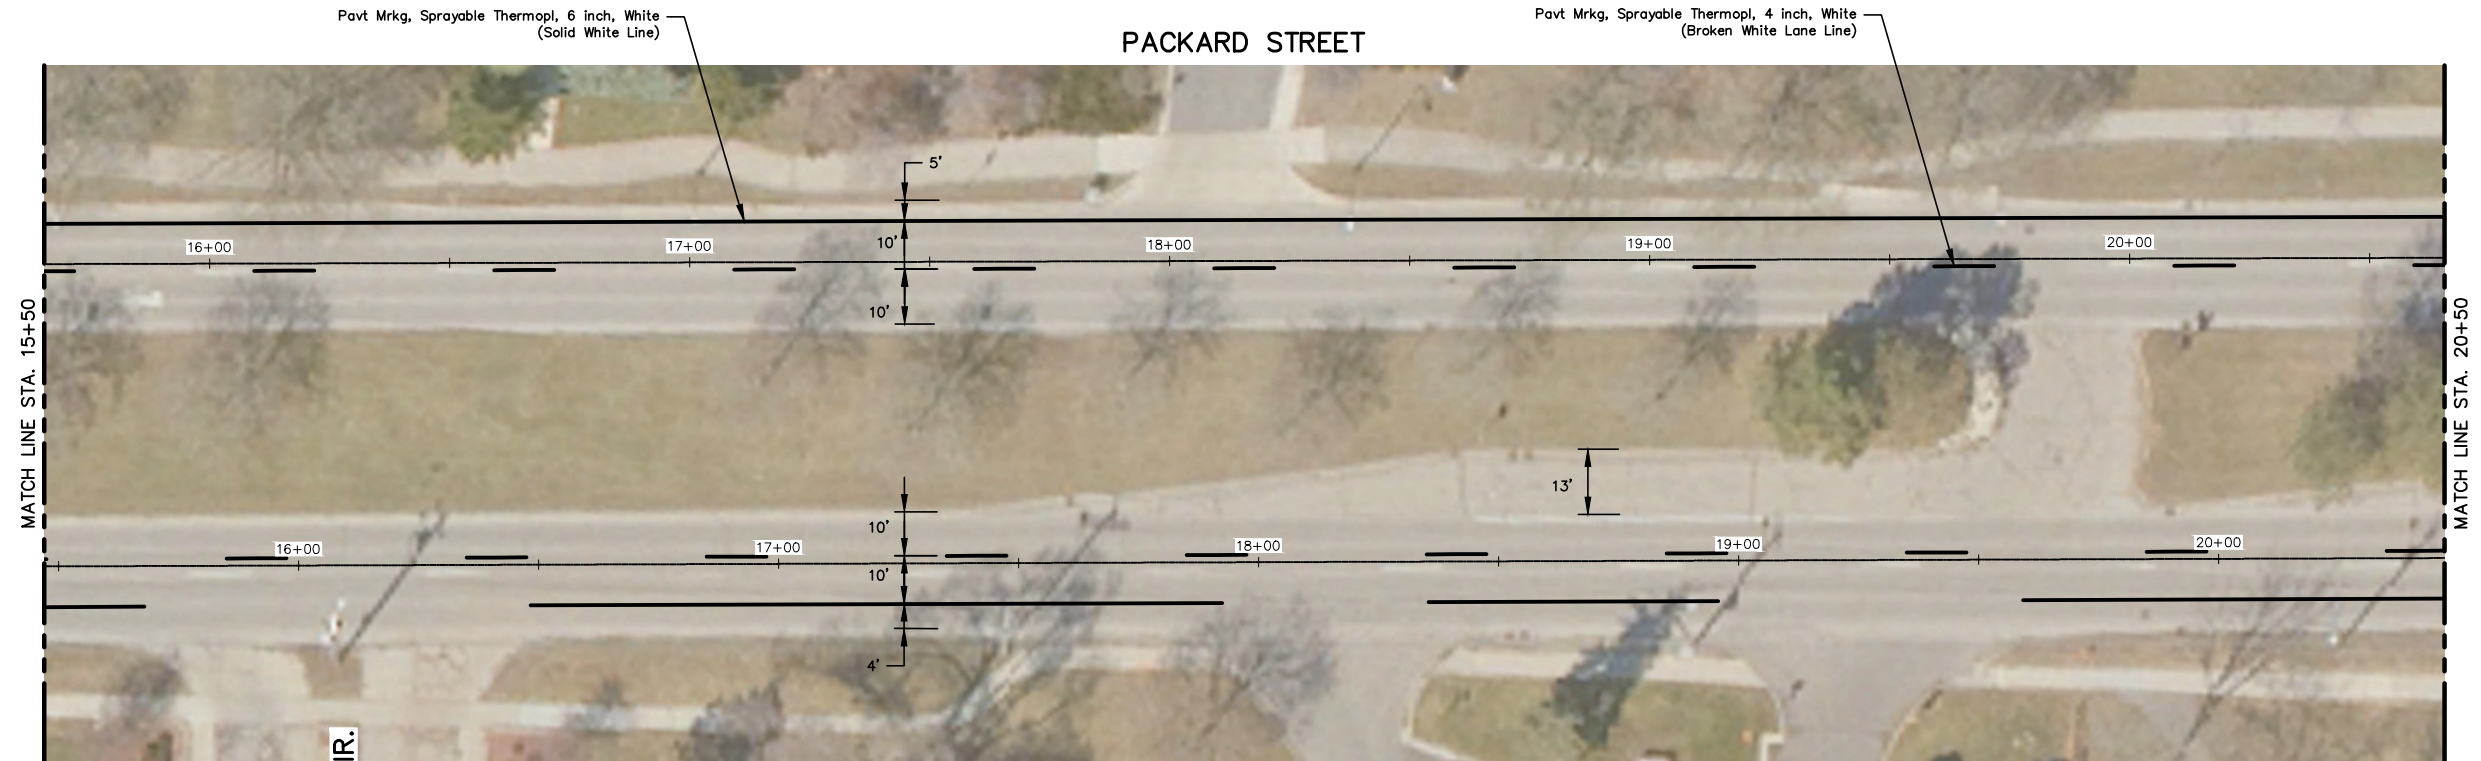 Pavt Mrkg, Sprayable Thermopl, 6 inch, White
(Solid White Line)
PACKARD STREET
Pavt Mrkg, Sprayable Thermopl, 4 inch, White
(Broken White Lane Line)
5'
16+00
17+00
10'
18+00
19+00
20+00
10'
MATCH LINE STA. 15+50
MATCH LINE STA. 20+50
13'
10'
16+00
17+00
18+00
19+00
20+00
10'
4'
IR.